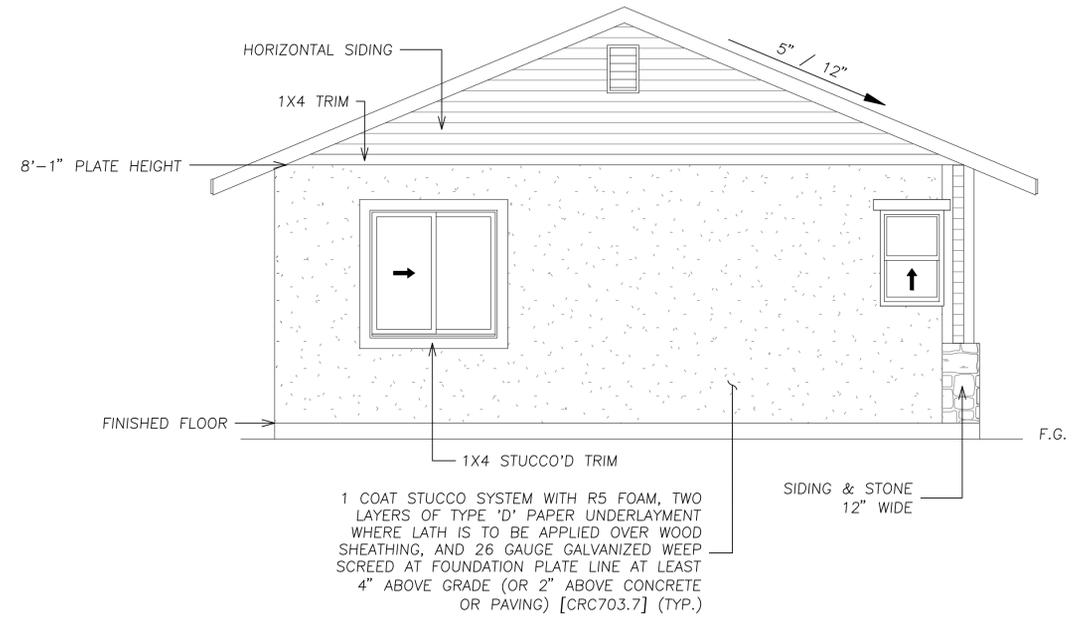 HORIZONTAL SIDING
5" / 12"
1X4 TRIM
8'-1" PLATE HEIGHT
FINISHED FLOOR
F.G.
1X4 STUCCO'D TRIM
SIDING & STONE
12" WIDE
1 COAT STUCCO SYSTEM WITH R5 FOAM, TWO
LAYERS OF TYPE 'D' PAPER UNDERLAYMENT
WHERE LATH IS TO BE APPLIED OVER WOOD
SHEATHING, AND 26 GAUGE GALVANIZED WEEP
SCREED AT FOUNDATION PLATE LINE AT LEAST
4" ABOVE GRADE (OR 2" ABOVE CONCRETE
OR PAVING) [CRC703.7] (TYP.)